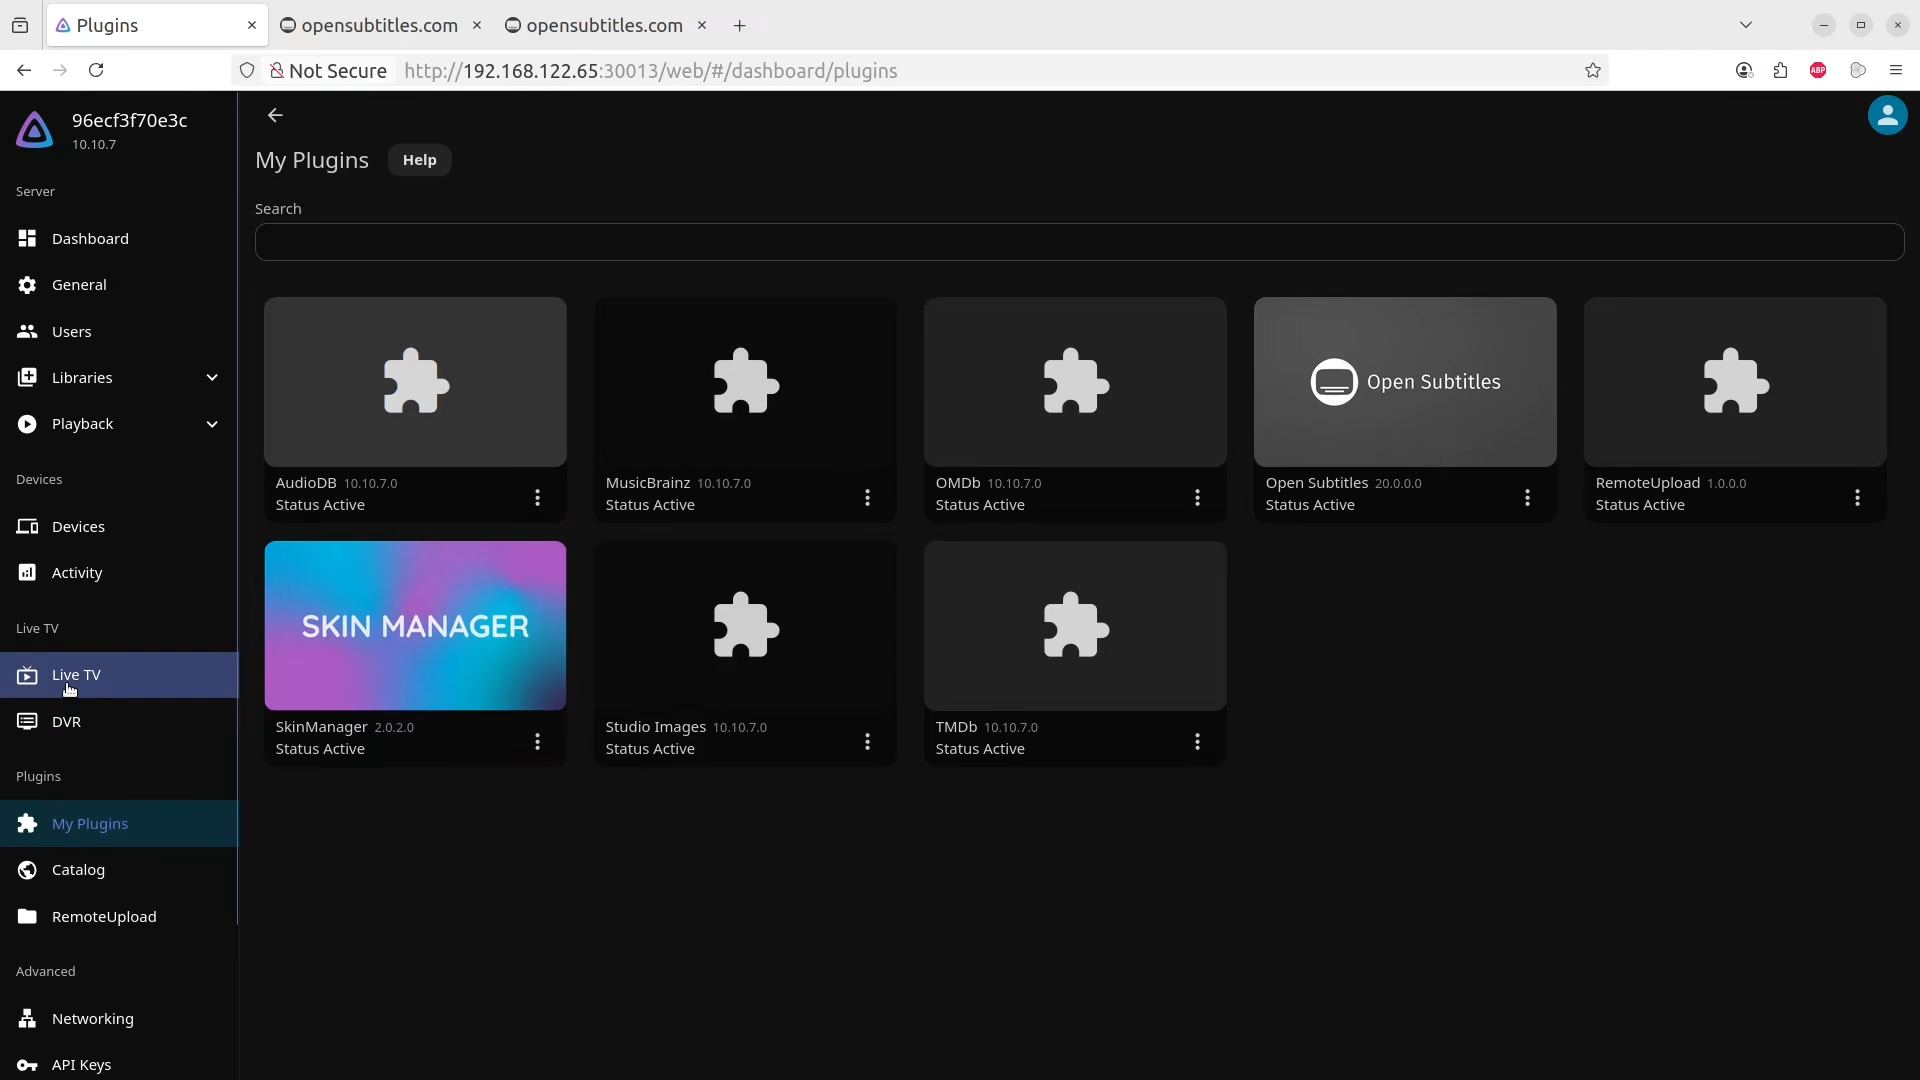 Plugins
opensubtitles.com
opensubtitles.com
Not Secure
http://192.168.122.65:30013/web/#/dashboard/plugins
ABP
96ecf3f70e3c
10.10.7
Server
Dashboard
General
Users
Libraries
Playback
Devices
Devices
Activity
Live TV
Live TV
DVR
Plugins
My Plugins
Catalog
RemoteUpload
Advanced
Networking
API Keys
My Plugins
Help
Search
AudioDB 10.10.7.0
Status Active
MusicBrainz 10.10.7.0
Status Active
OMDb 10.10.7.0
Status Active
Open Subtitles
Open Subtitles 20.0.0.0
Status Active
RemoteUpload 1.0.0.0
Status Active
SKIN MANAGER
SkinManager 2.0.2.0
Status Active
Studio Images 10.10.7.0
Status Active
TMDb 10.10.7.0
Status Active